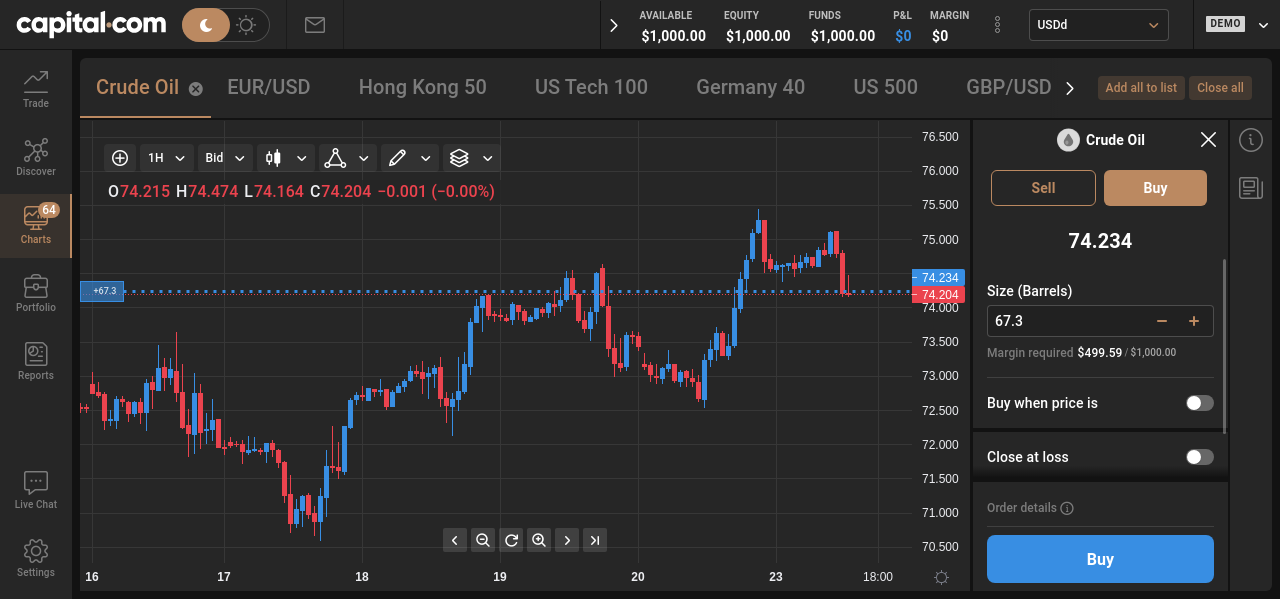 capital.com
AVAILABLE EQUITY FUNDS P&L MARGIN
$1,000.00 $1,000.00 $1,000.00 $0 $0
USDd
DEMO
Trade
Discover
64
Charts
Portfolio
Reports
Live Chat
Settings
Crude Oil EUR/USD Hong Kong 50 US Tech 100 Germany 40 US 500 GBP/USD
Add all to list Close all
1H Bid
O74.215 H74.474 L74.164 C74.204 −0.001 (−0.00%)
+67.3
76.500
76.000
75.500
75.000
74.234
74.204
74.000
73.500
73.000
72.500
72.000
71.500
71.000
70.500
16 17 18 19 20 23 18:00
Crude Oil
Sell Buy
74.234
Size (Barrels)
67.3
Margin required $499.59 / $1,000.00
Buy when price is
Close at loss
Order details
Buy